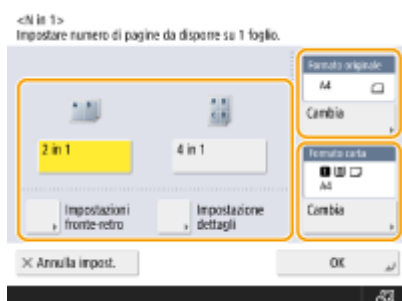 <N in 1>
Impostare numero di pagine da disporre su 1 foglio.
Formato originale
A4
Cambia
2 in 1
4 in 1
Formato carta
A4
Impostazioni
fronte-retro
Impostazione
dettagli
Cambia
× Annulla impost.
OK